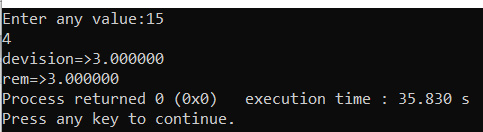 Enter any value:15
4
devision=>3.000000
rem=>3.000000
Process returned 0 (0x0)   execution time : 35.830 s
Press any key to continue.